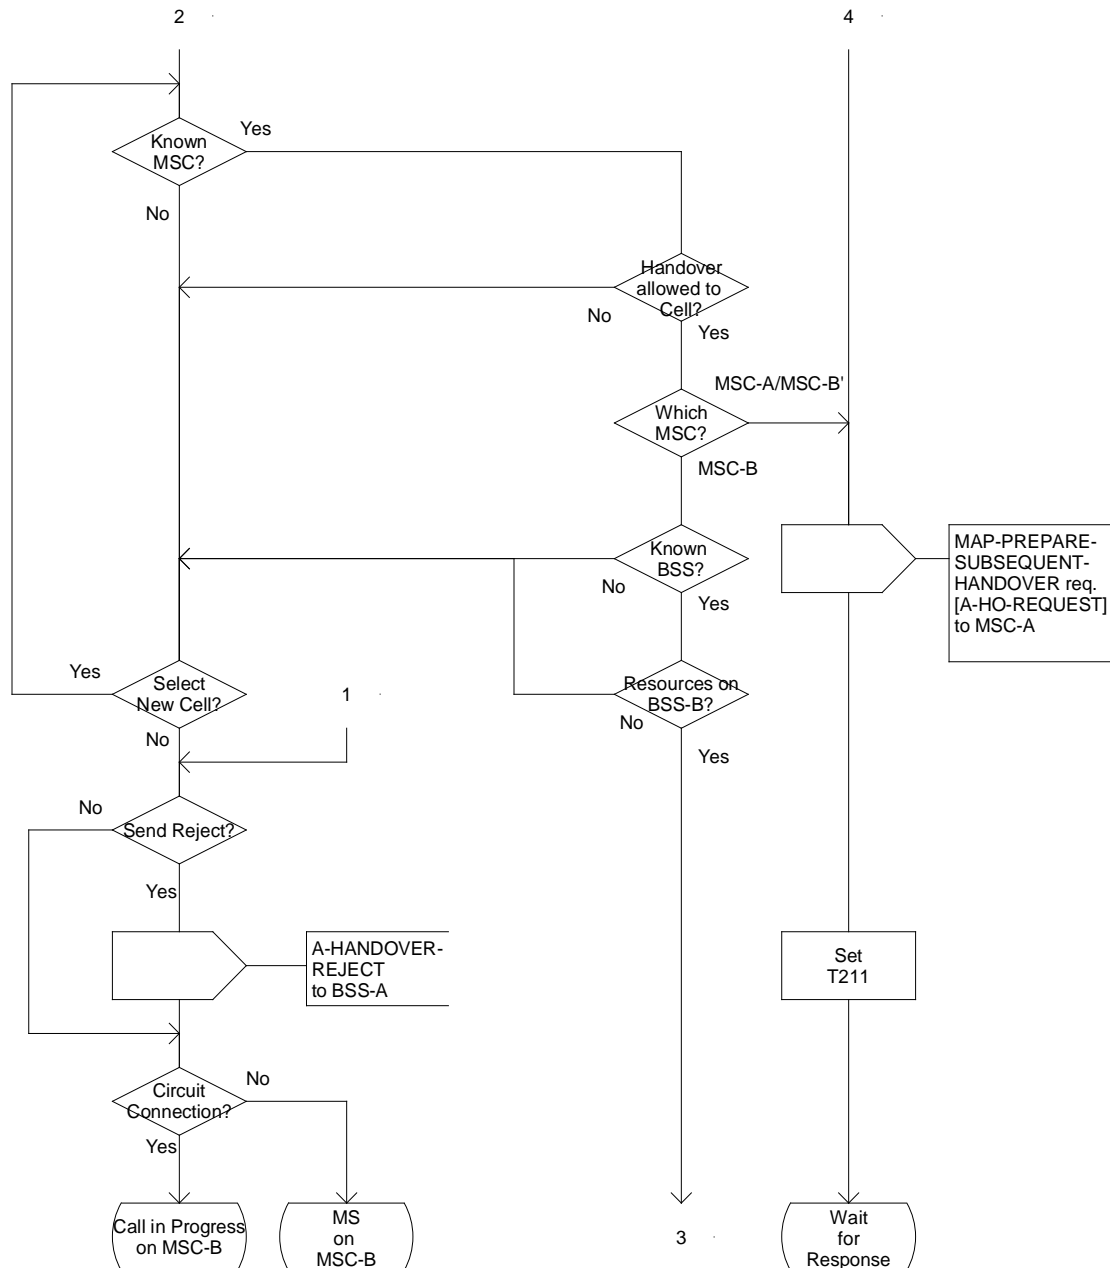 2
4
Known
MSC?
Yes
No
Handover
allowed to
Cell?
No
Yes
MSC-A/MSC-B'
Which
MSC?
MSC-B
Known
BSS?
No
Yes
MAP-PREPARE-
SUBSEQUENT-
HANDOVER req.
[A-HO-REQUEST]
to MSC-A
Yes
Select
New Cell?
No
1
Resources on
BSS-B?
No
Yes
No
Send Reject?
Yes
A-HANDOVER-
REJECT
to BSS-A
Set
T211
Circuit
Connection?
No
Yes
Call in Progress
on MSC-B
MS
on
MSC-B
3
Wait
for
Response